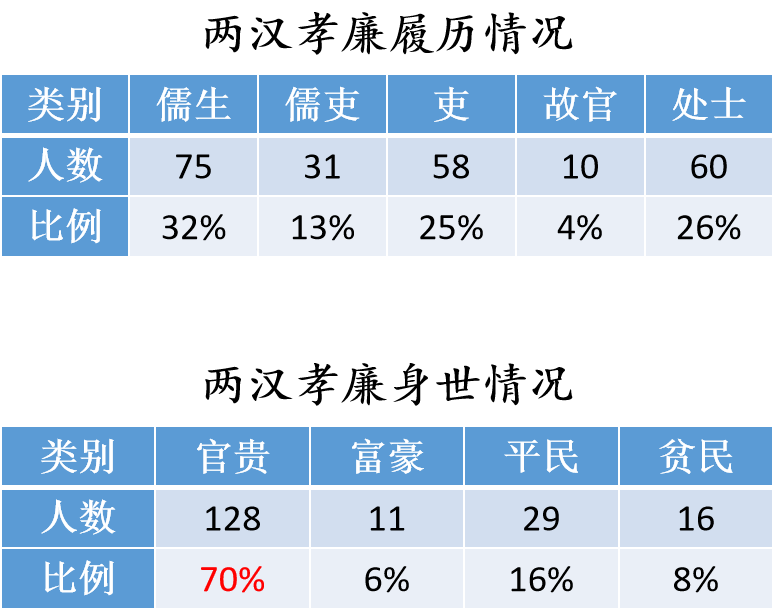 两汉孝廉履历情况
类别 儒生 儒吏 吏 故官 处士
人数 75 31 58 10 60
比例 32% 13% 25% 4% 26%
两汉孝廉身世情况
类别 官贵 富豪 平民 贫民
人数 128 11 29 16
比例 70% 6% 16% 8%